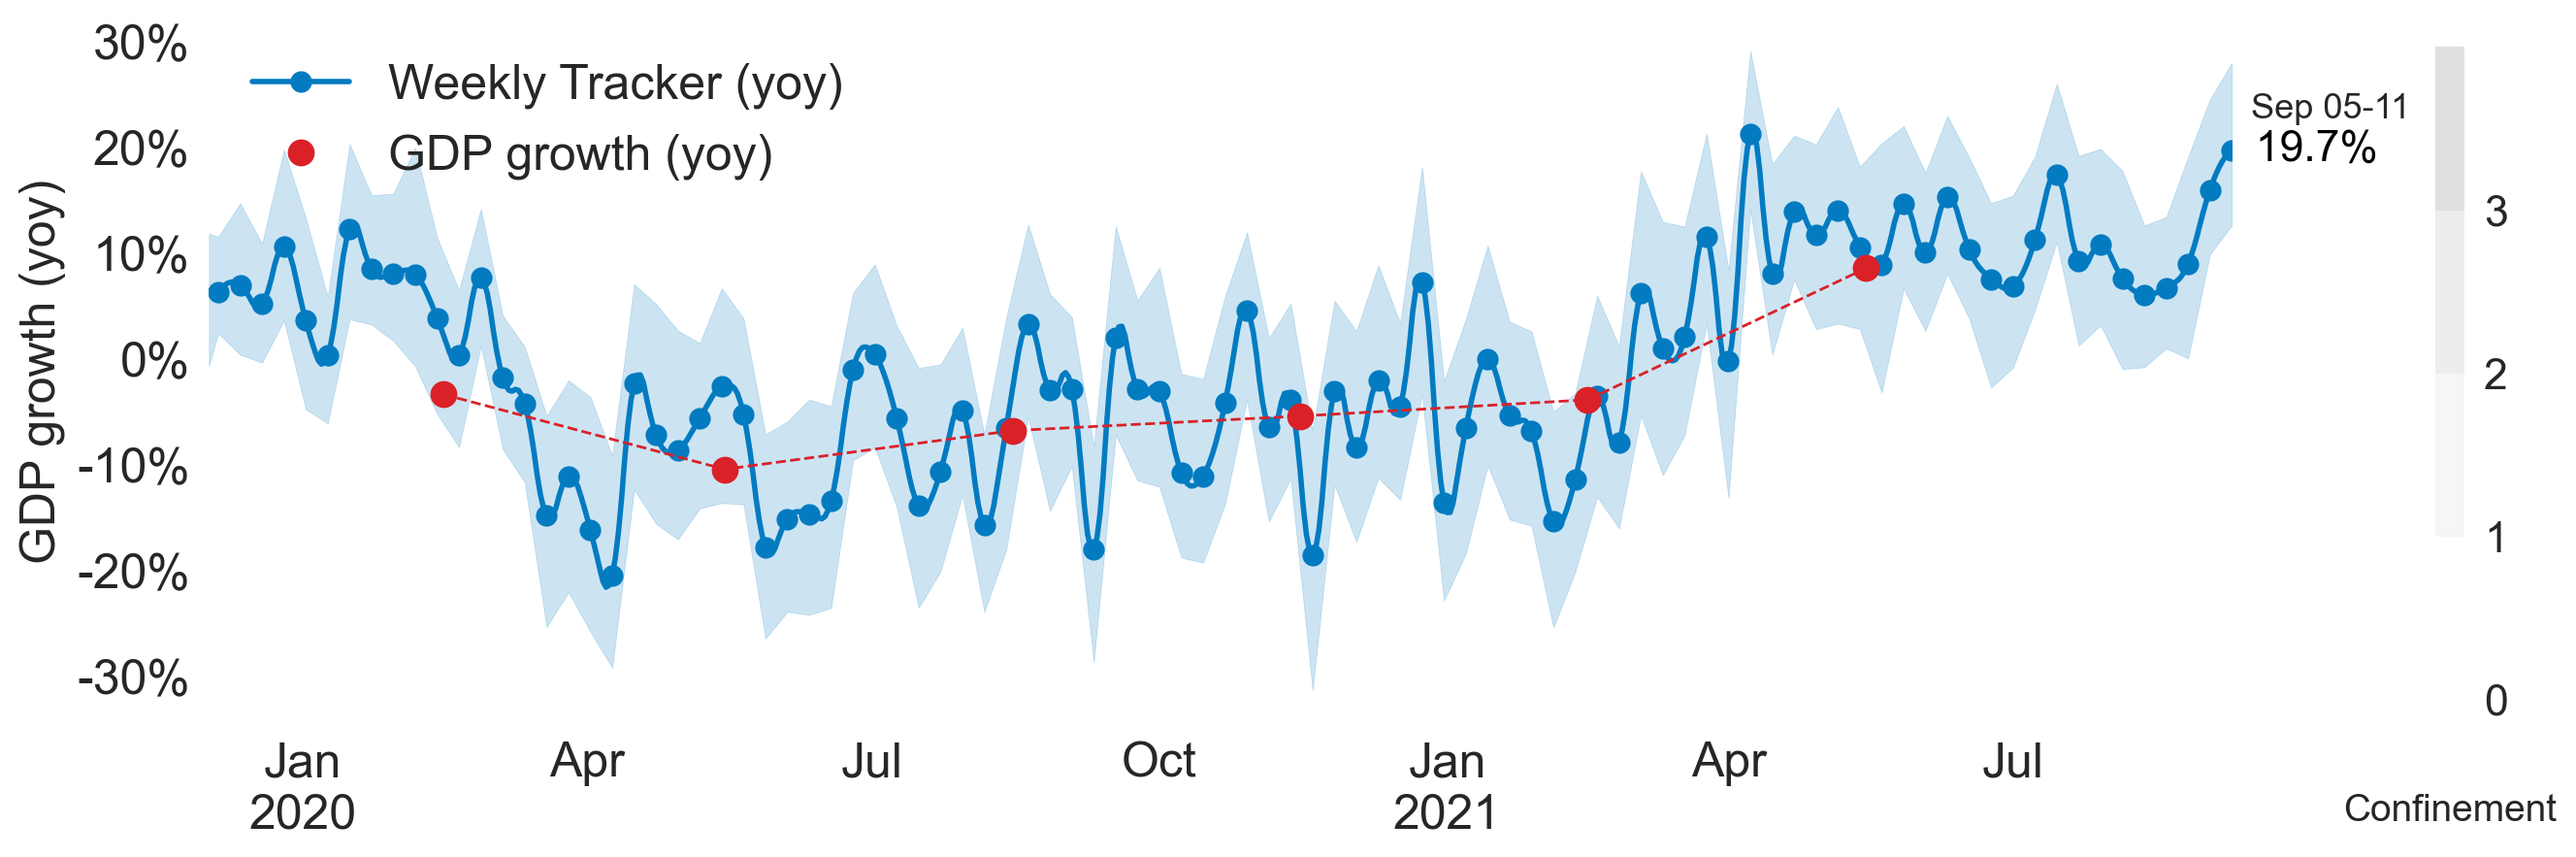 30%
20%
10%
0%
-10%
-20%
-30%
GDP growth (yoy)
Weekly Tracker (yoy)
GDP growth (yoy)
Sep 05-11
19.7%
3
2
1
0
Jan Apr Jul Oct Jan Apr Jul
2020 2021
Confinement